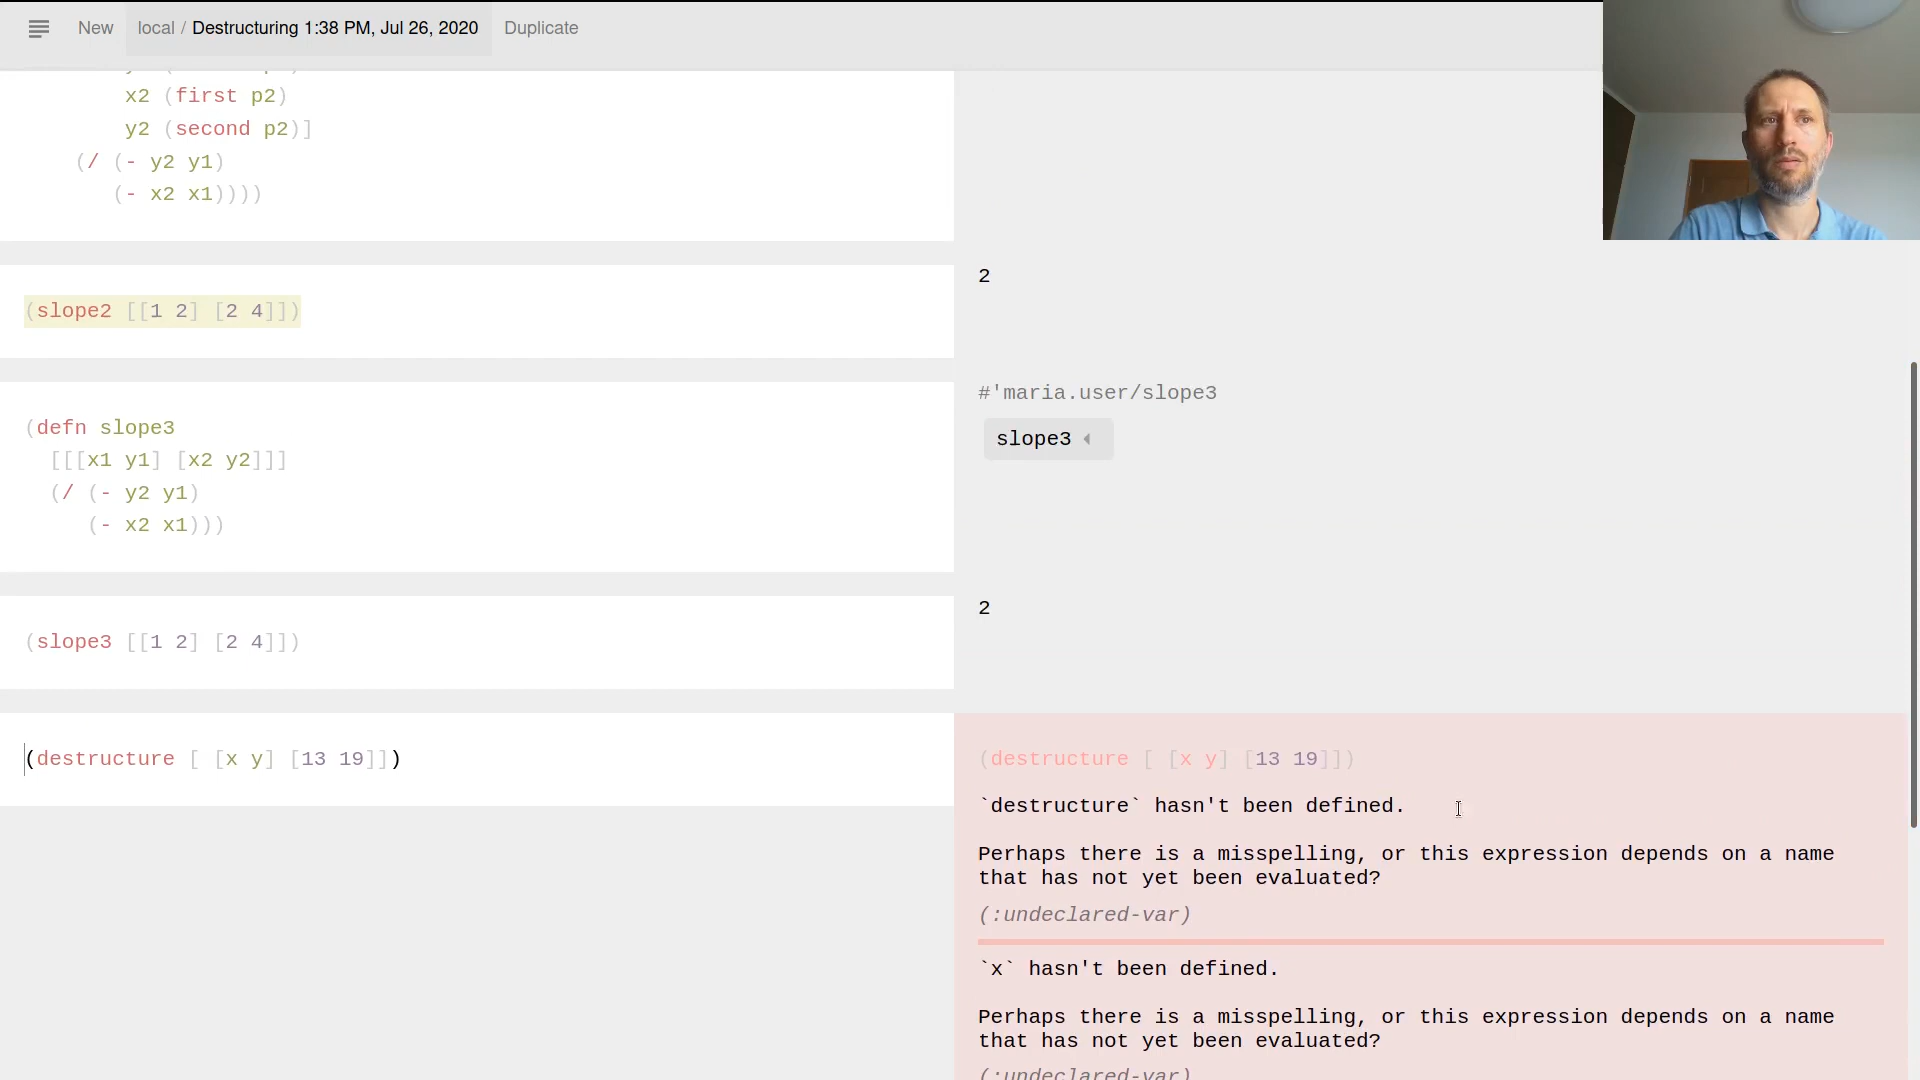 New
local / Destructuring 1:38 PM, Jul 26, 2020
Duplicate
x2 (first p2)
y2 (second p2)]
(/ (- y2 y1)
(- x2 x1))))
(slope2 [[1 2] [2 4]])
2
(defn slope3
[[[x1 y1] [x2 y2]]]
(/ (- y2 y1)
(- x2 x1)))
#'maria.user/slope3
slope3
(slope3 [[1 2] [2 4]])
2
(destructure [ [x y] [13 19]])
(destructure [ [x y] [13 19]])
`destructure` hasn't been defined.
Perhaps there is a misspelling, or this expression depends on a name
that has not yet been evaluated?
(:undeclared-var)
`x` hasn't been defined.
Perhaps there is a misspelling, or this expression depends on a name
that has not yet been evaluated?
(:undeclared-var)